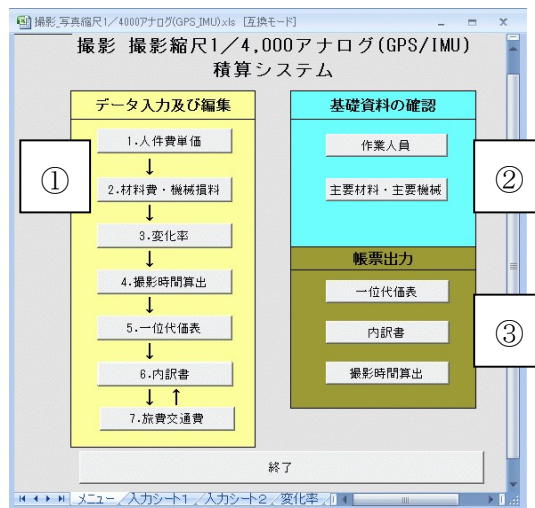 撮影_写真縮尺1／4000アナログ(GPS_IMU).xls [互換モード]
撮影 撮影縮尺1／4,000アナログ(GPS/IMU)
積算システム
データ入力及び編集
①
1.人件費単価
↓
2.材料費・機械損料
↓
3.変化率
↓
4.撮影時間算出
↓
5.一位代価表
↓
6.内訳書
↓ ↑
7.旅費交通費
基礎資料の確認
作業人員
②
主要材料・主要機械
帳票出力
一位代価表
③
内訳書
撮影時間算出
終了
メニュー 入力シート1 入力シート2 変化率